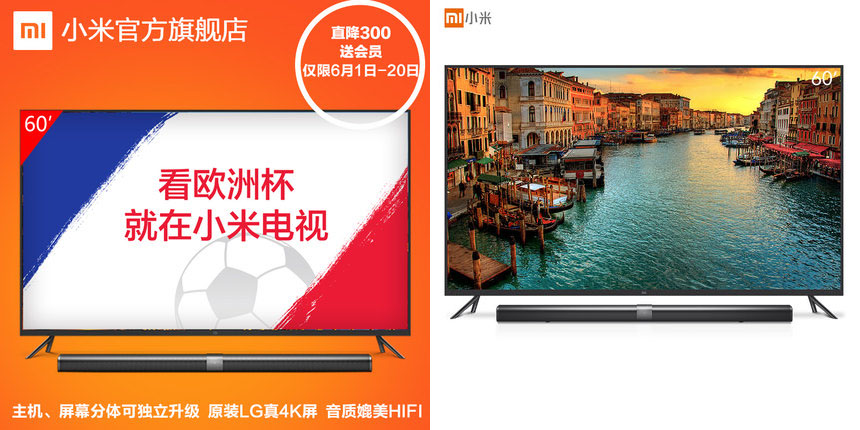 mi 小米官方旗舰店
直降300
送会员
仅限6月1日-20日
60'
看欧洲杯
就在小米电视
主机、屏幕分体可独立升级 原装LG真4K屏 音质媲美HIFI
mi 小米
60'